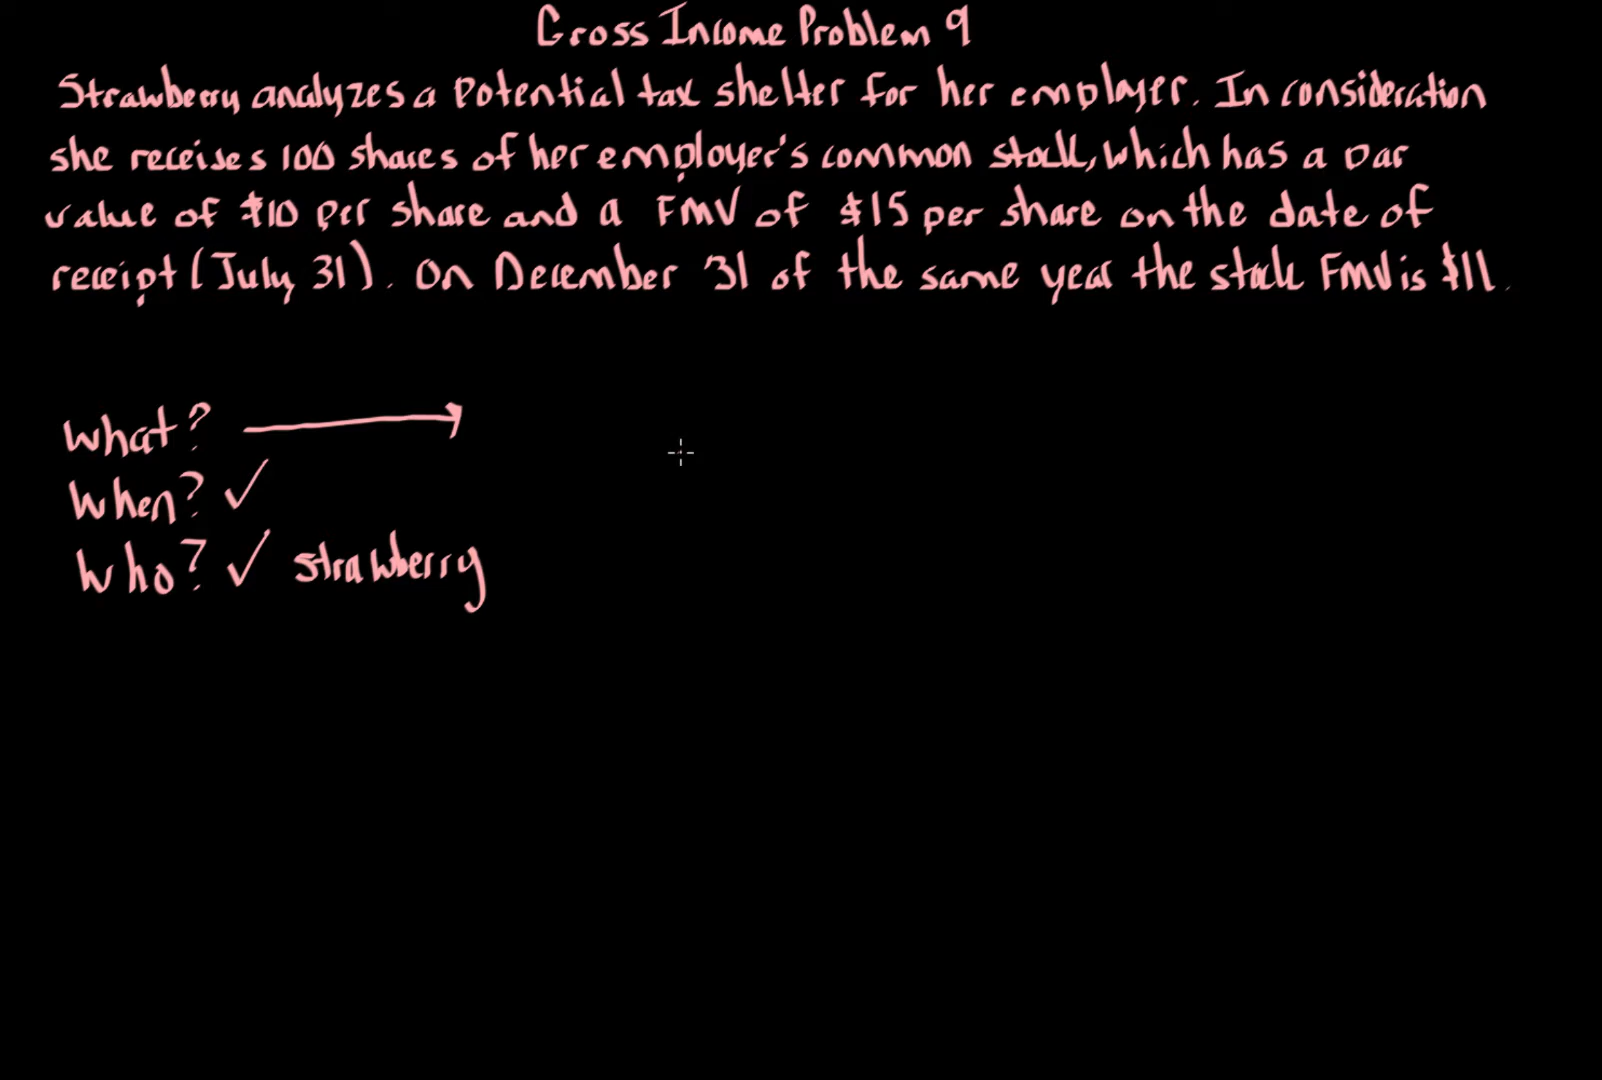 Gross Income Problem 9
Strawberry analyzes a potential tax shelter for her employer. In consideration
she receives 100 shares of her employer's common stock, which has a par
value of $10 per share and a FMV of $15 per share on the date of
receipt (July 31). On December 31 of the same year the stock FMV is $11.
What?
When? ✓
Who? ✓ Strawberry